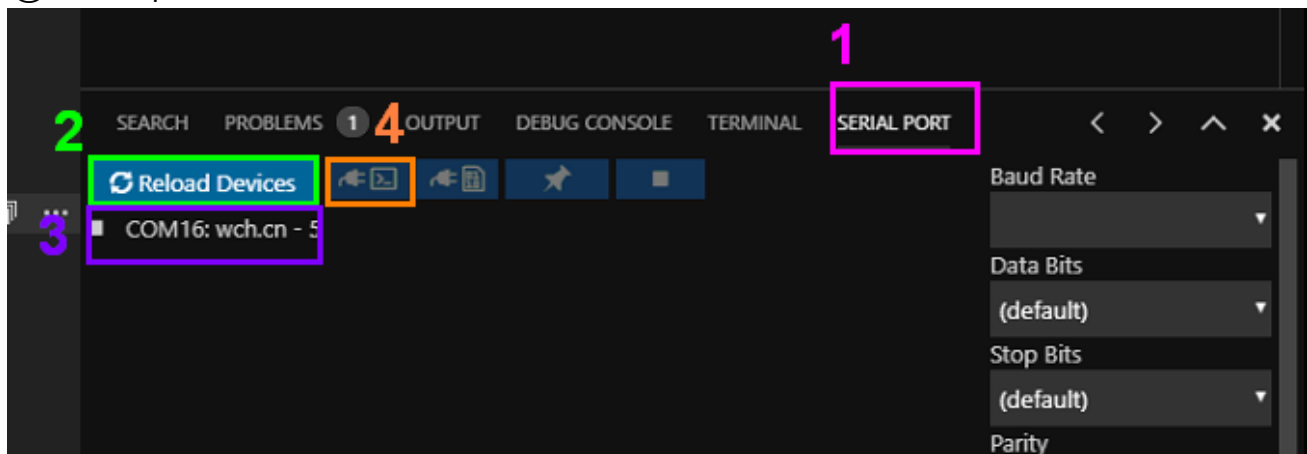 1
2 SEARCH PROBLEMS 1 4 OUTPUT DEBUG CONSOLE TERMINAL SERIAL PORT
Reload Devices
3 COM16: wch.cn - 5
Baud Rate
Data Bits
(default)
Stop Bits
(default)
Parity